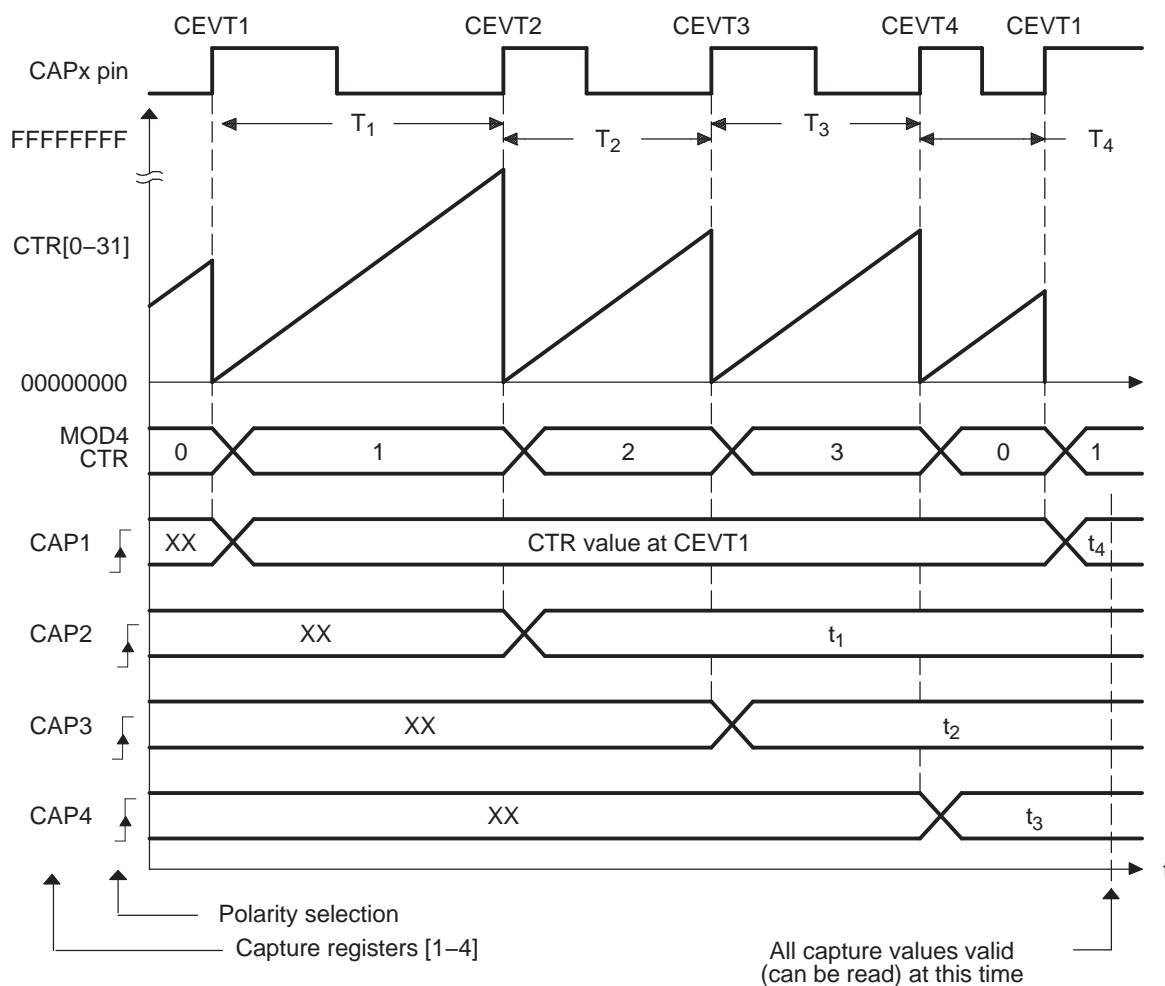 CEVT1 CEVT2 CEVT3 CEVT4 CEVT1
CAPx pin
T1 T2 T3 T4
FFFFFFFF
CTR[0–31]
00000000
MOD4
CTR
0 1 2 3 0 1
CAP1 XX CTR value at CEVT1 t4
CAP2 XX t1
CAP3 XX t2
CAP4 XX t3
t
Polarity selection
Capture registers [1–4]
All capture values valid
(can be read) at this time